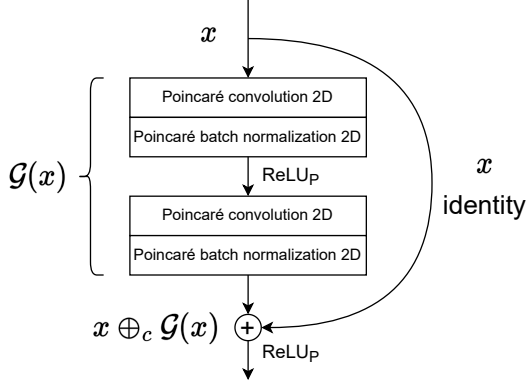 x
Poincaré convolution 2D
Poincaré batch normalization 2D
ReLU_P
𝒢(x)
x
identity
Poincaré convolution 2D
Poincaré batch normalization 2D
x ⊕_c 𝒢(x)
+
ReLU_P